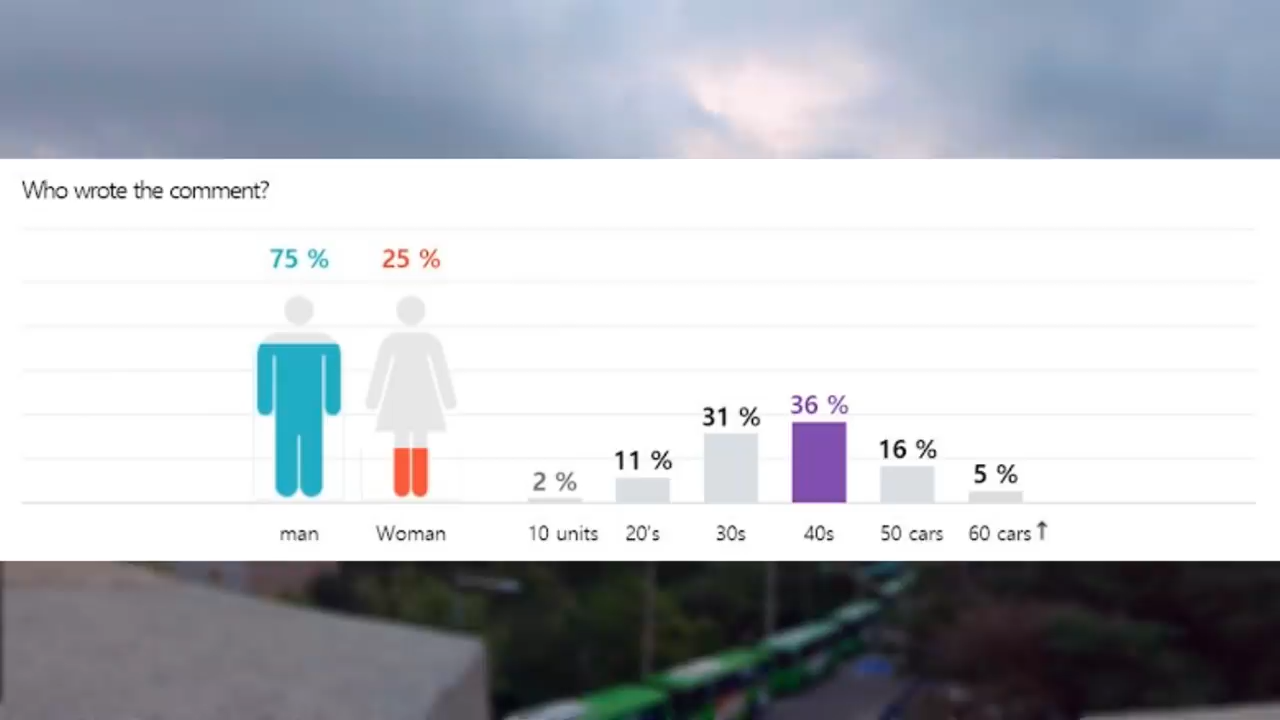 Who wrote the comment?
75 % 25 %
36 %
31 %
16 %
11 %
5 %
2 %
man Woman 10 units 20's 30s 40s 50 cars 60 cars↑